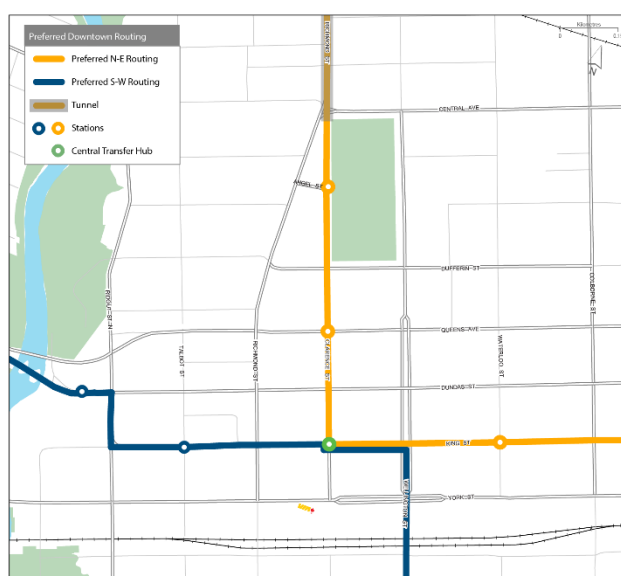 Preferred Downtown Routing
Preferred N-E Routing
Preferred S-W Routing
Tunnel
Stations
Central Transfer Hub
Kilometres
0
N
RICHMOND ST
CENTRAL AVE
ANGEL ST
DUFFERIN ST
COLBORNE ST
RIDOUT ST N
QUEENS AVE
TALBOT ST
RICHMOND ST
CLARENCE ST
WATERLOO ST
DUNDAS ST
KING ST
WELLINGTON ST
YORK ST